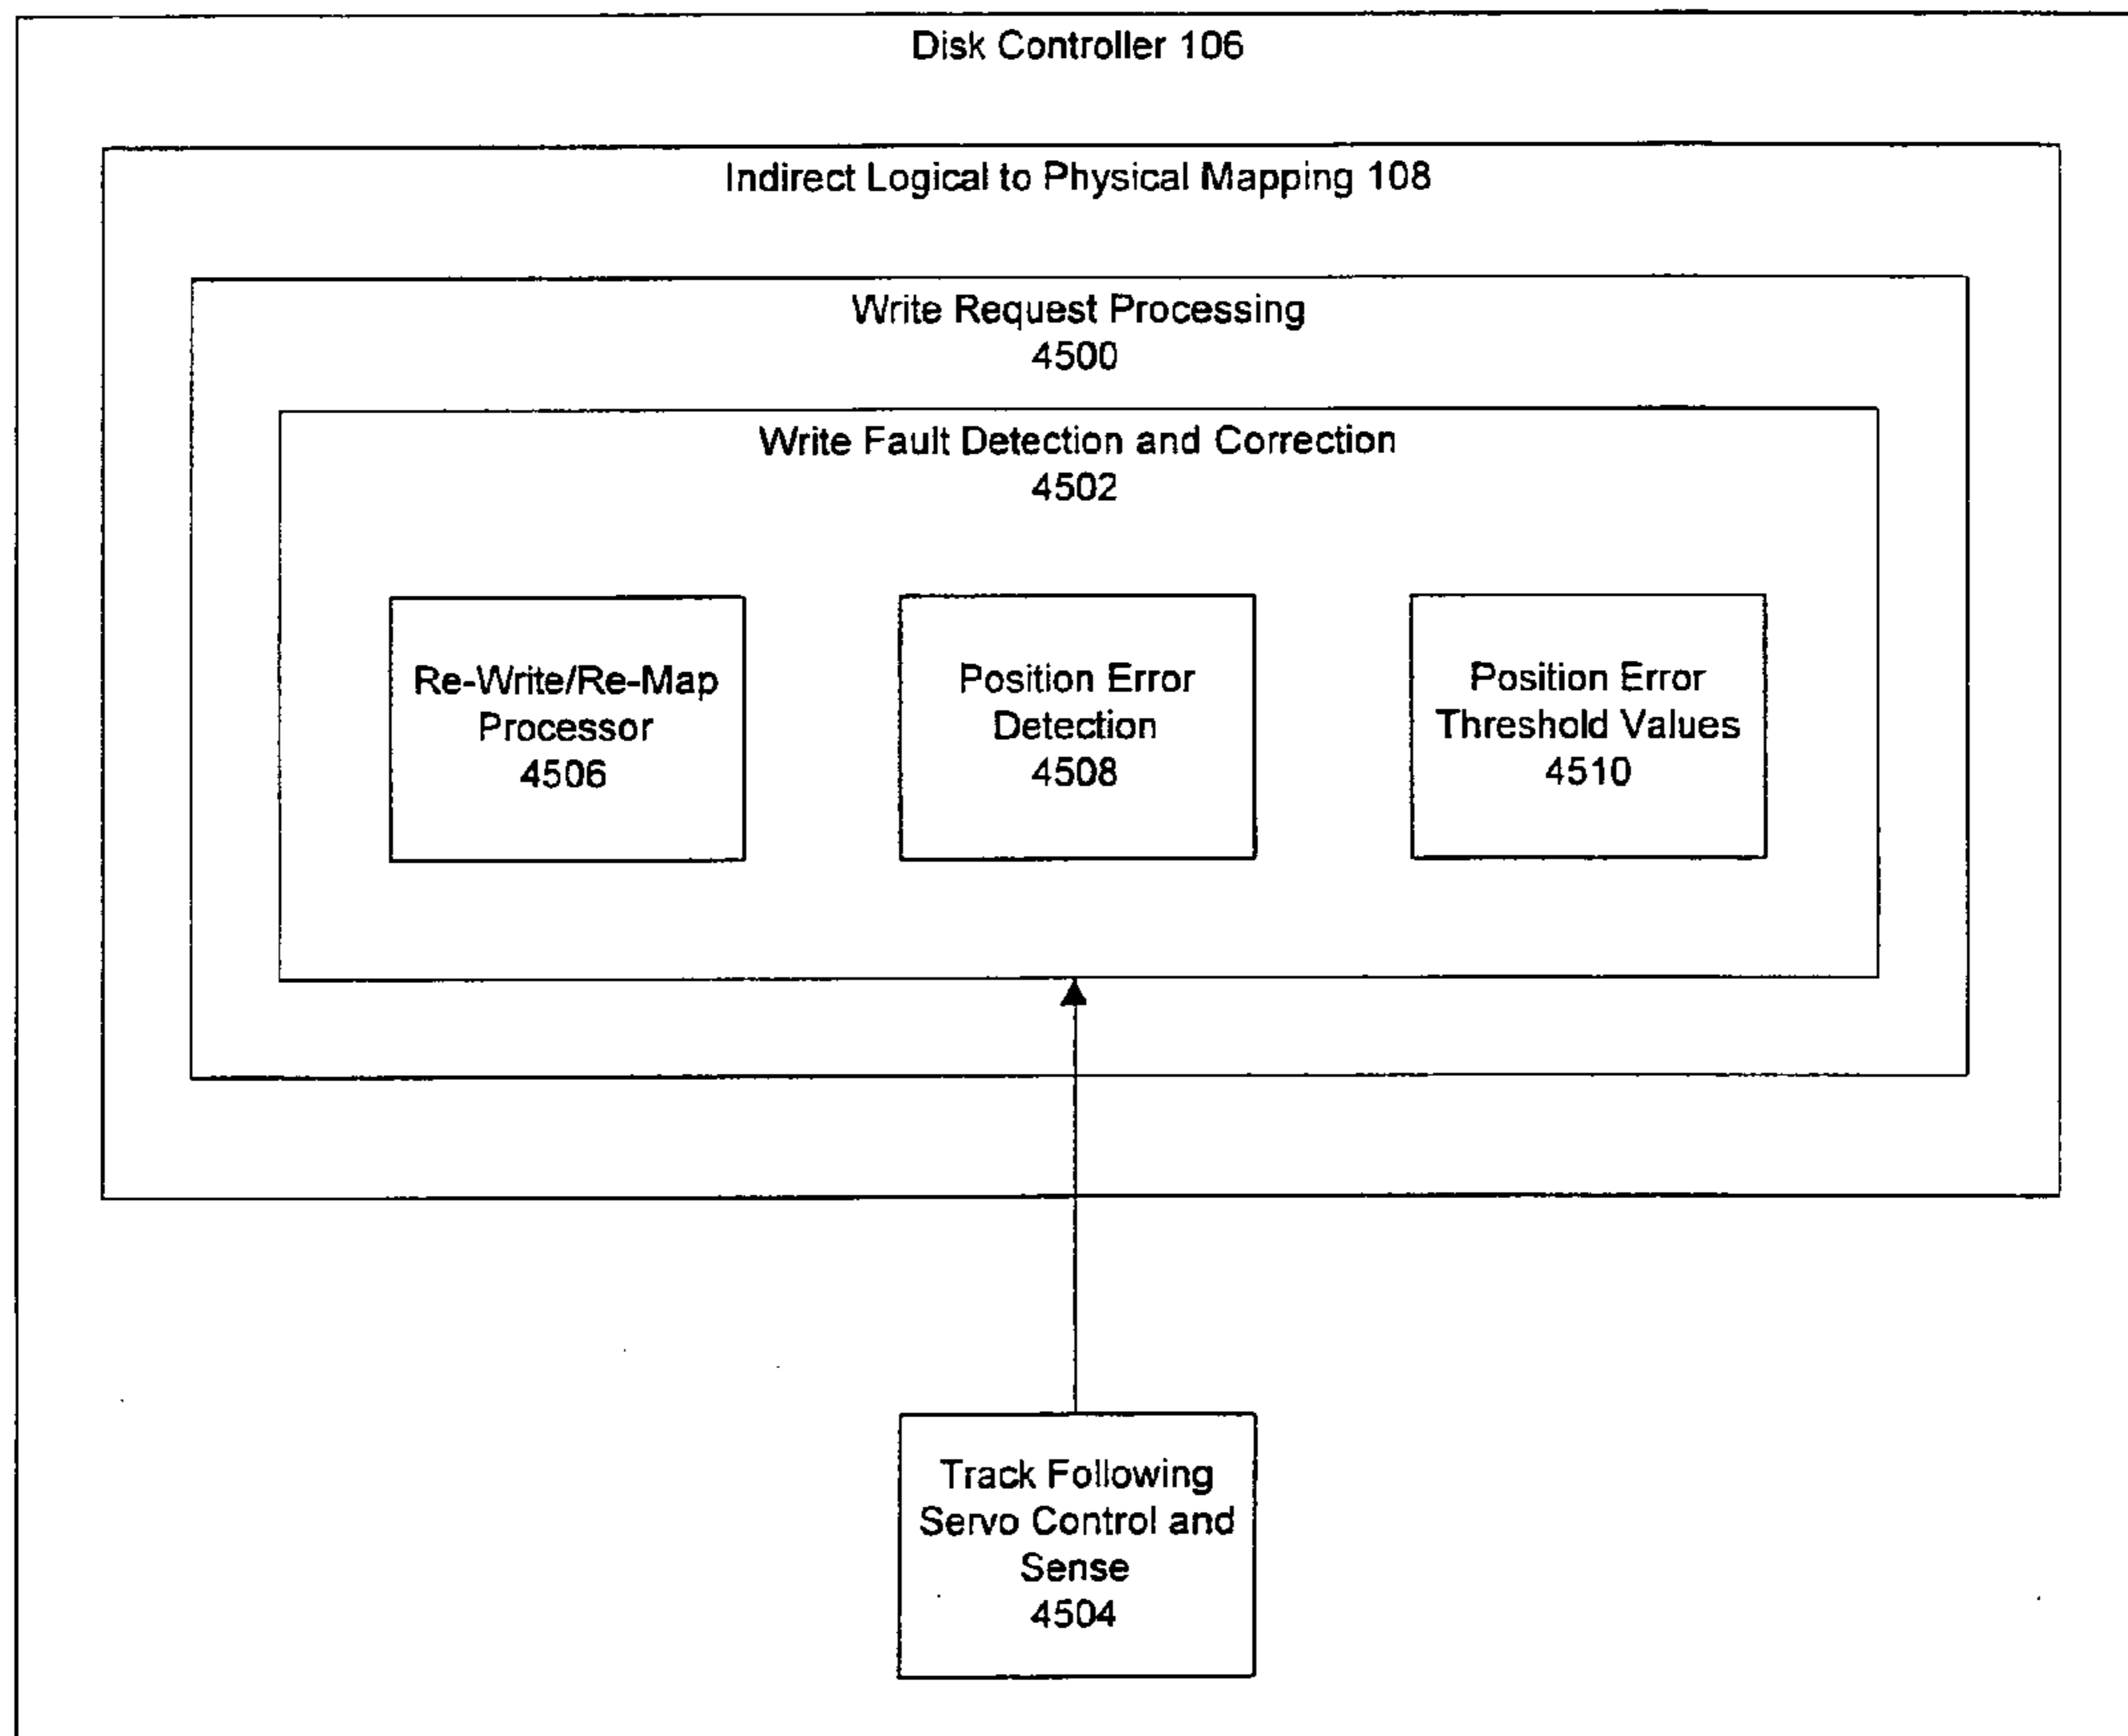 Disk Controller 106
Indirect Logical to Physical Mapping 108
Write Request Processing
4500
Write Fault Detection and Correction
4502
Re-Write/Re-Map
Processor
4506
Position Error
Detection
4508
Position Error
Threshold Values
4510
Track Following
Servo Control and
Sense
4504